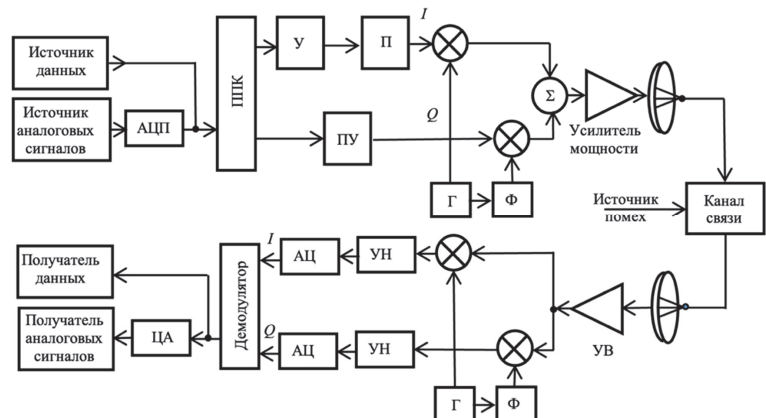 Источник
данных
Источник
аналоговых
сигналов
АЦП
ППК
У
П
I
Q
ПУ
Г
Ф
Σ
Усилитель
мощности
Источник
помех
Канал
связи
Получатель
данных
Получатель
аналоговых
сигналов
ЦА
Демодулятор
I
Q
АЦ
УН
АЦ
УН
Г
Ф
УВ